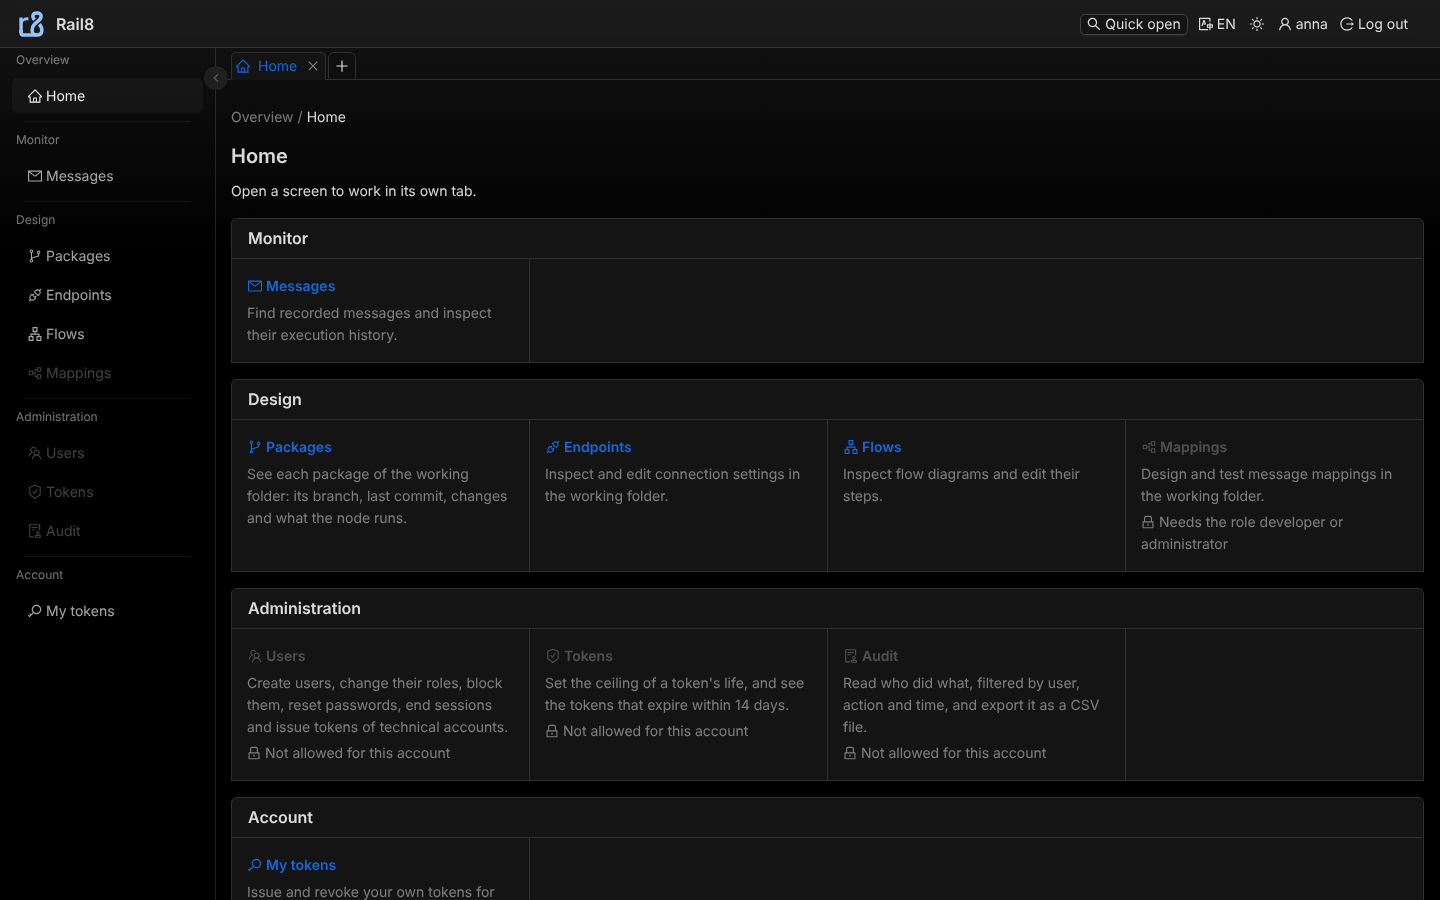 Rail8
Quick open
EN
anna
Log out
Overview
Home
Monitor
Messages
Design
Packages
Endpoints
Flows
Mappings
Administration
Users
Tokens
Audit
Account
My tokens
Home
Overview / Home
Home
Open a screen to work in its own tab.
Monitor
Messages
Find recorded messages and inspect
their execution history.
Design
Packages
See each package of the working
folder: its branch, last commit, changes
and what the node runs.
Endpoints
Inspect and edit connection settings in
the working folder.
Flows
Inspect flow diagrams and edit their
steps.
Mappings
Design and test message mappings in
the working folder.
Needs the role developer or
administrator
Administration
Users
Create users, change their roles, block
them, reset passwords, end sessions
and issue tokens of technical accounts.
Not allowed for this account
Tokens
Set the ceiling of a token's life, and see
the tokens that expire within 14 days.
Not allowed for this account
Audit
Read who did what, filtered by user,
action and time, and export it as a CSV
file.
Not allowed for this account
Account
My tokens
Issue and revoke your own tokens for